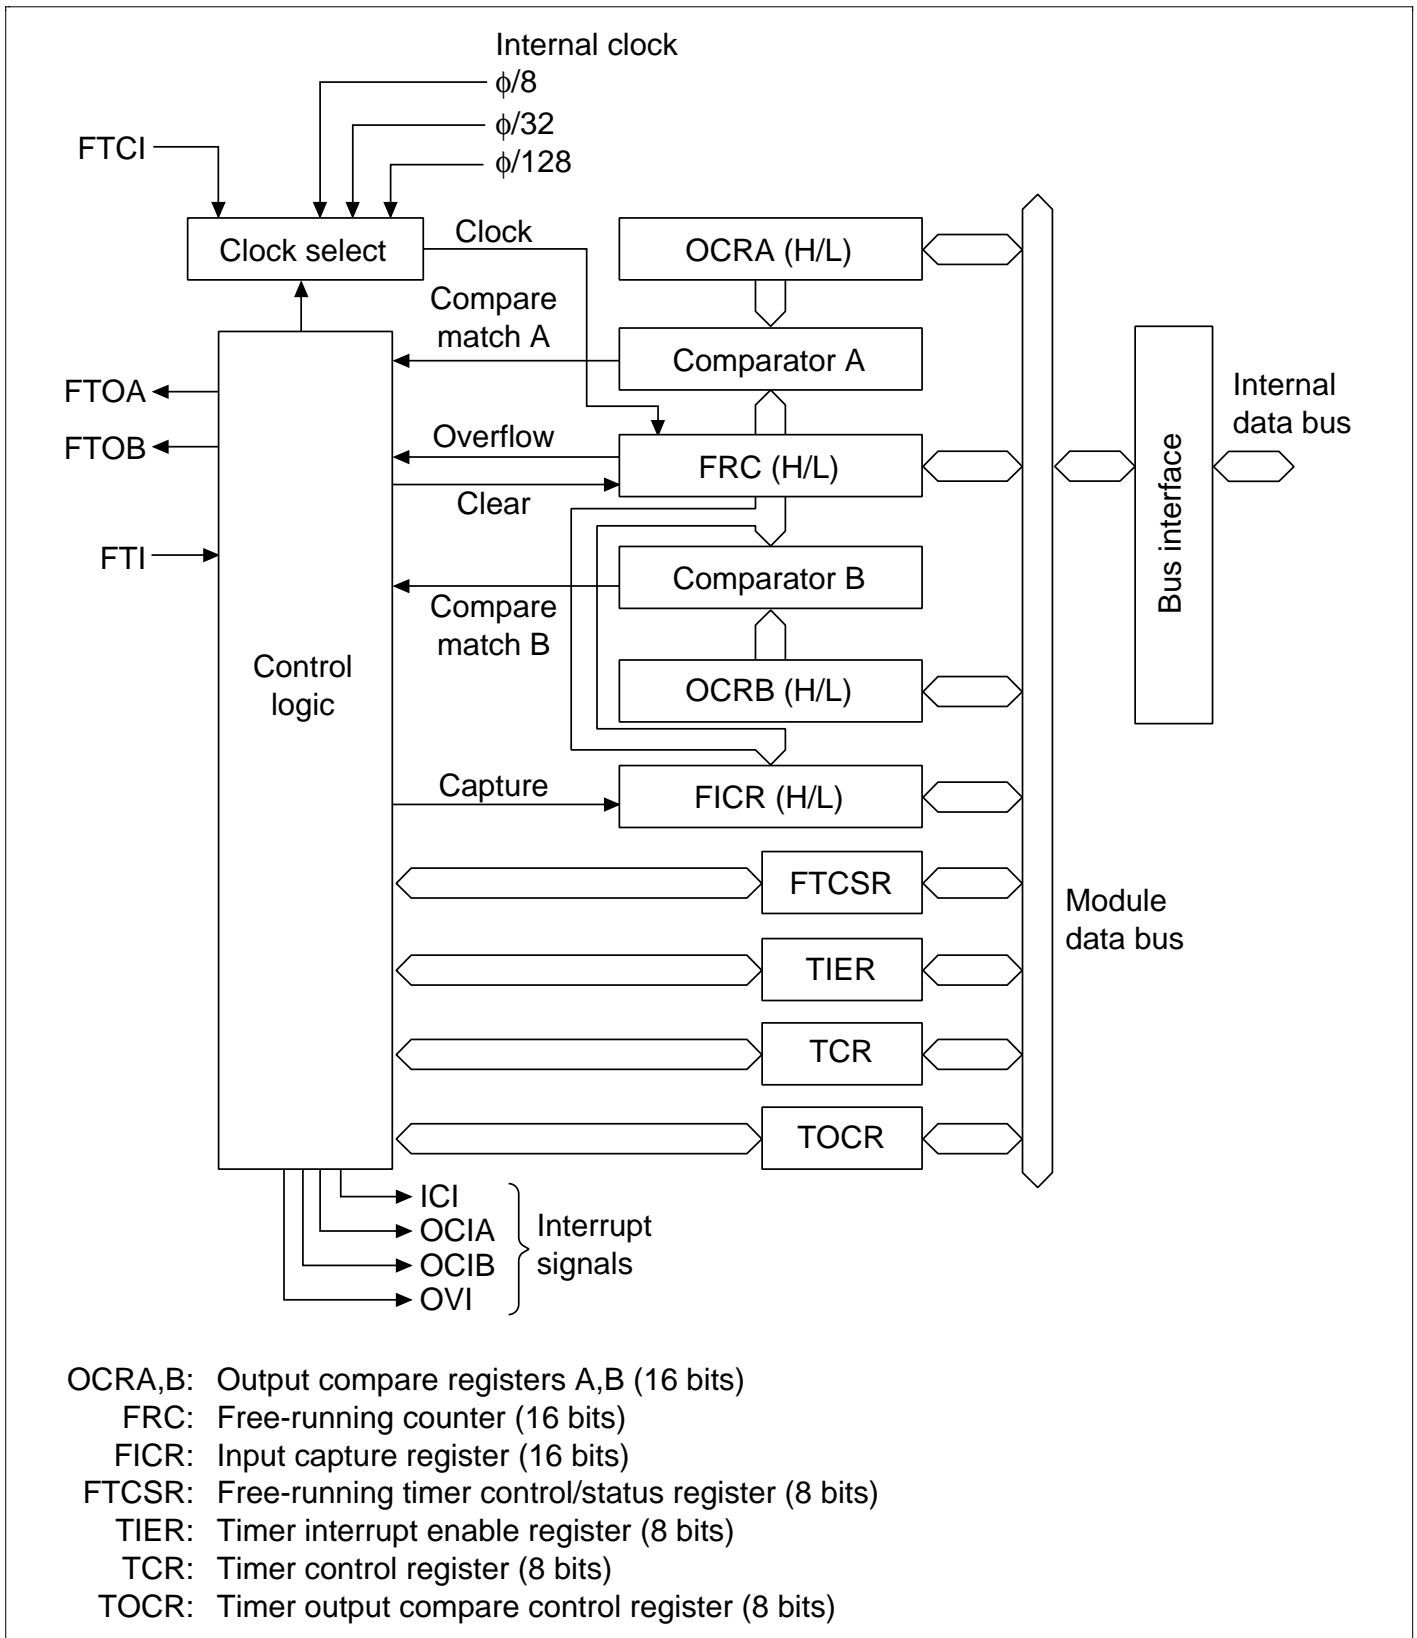 Internal clock
ϕ/8
ϕ/32
ϕ/128
FTCI
Clock select
Clock
OCRA (H/L)
Compare
match A
Comparator A
FTOA
FTOB
Overflow
FRC (H/L)
Clear
FTI
Comparator B
Compare
match B
OCRB (H/L)
Control
logic
Capture
FICR (H/L)
FTCSR
TIER
TCR
TOCR
Module
data bus
Bus interface
Internal
data bus
ICI
OCIA
OCIB
OVI
Interrupt
signals
OCRA,B: Output compare registers A,B (16 bits)
FRC: Free-running counter (16 bits)
FICR: Input capture register (16 bits)
FTCSR: Free-running timer control/status register (8 bits)
TIER: Timer interrupt enable register (8 bits)
TCR: Timer control register (8 bits)
TOCR: Timer output compare control register (8 bits)